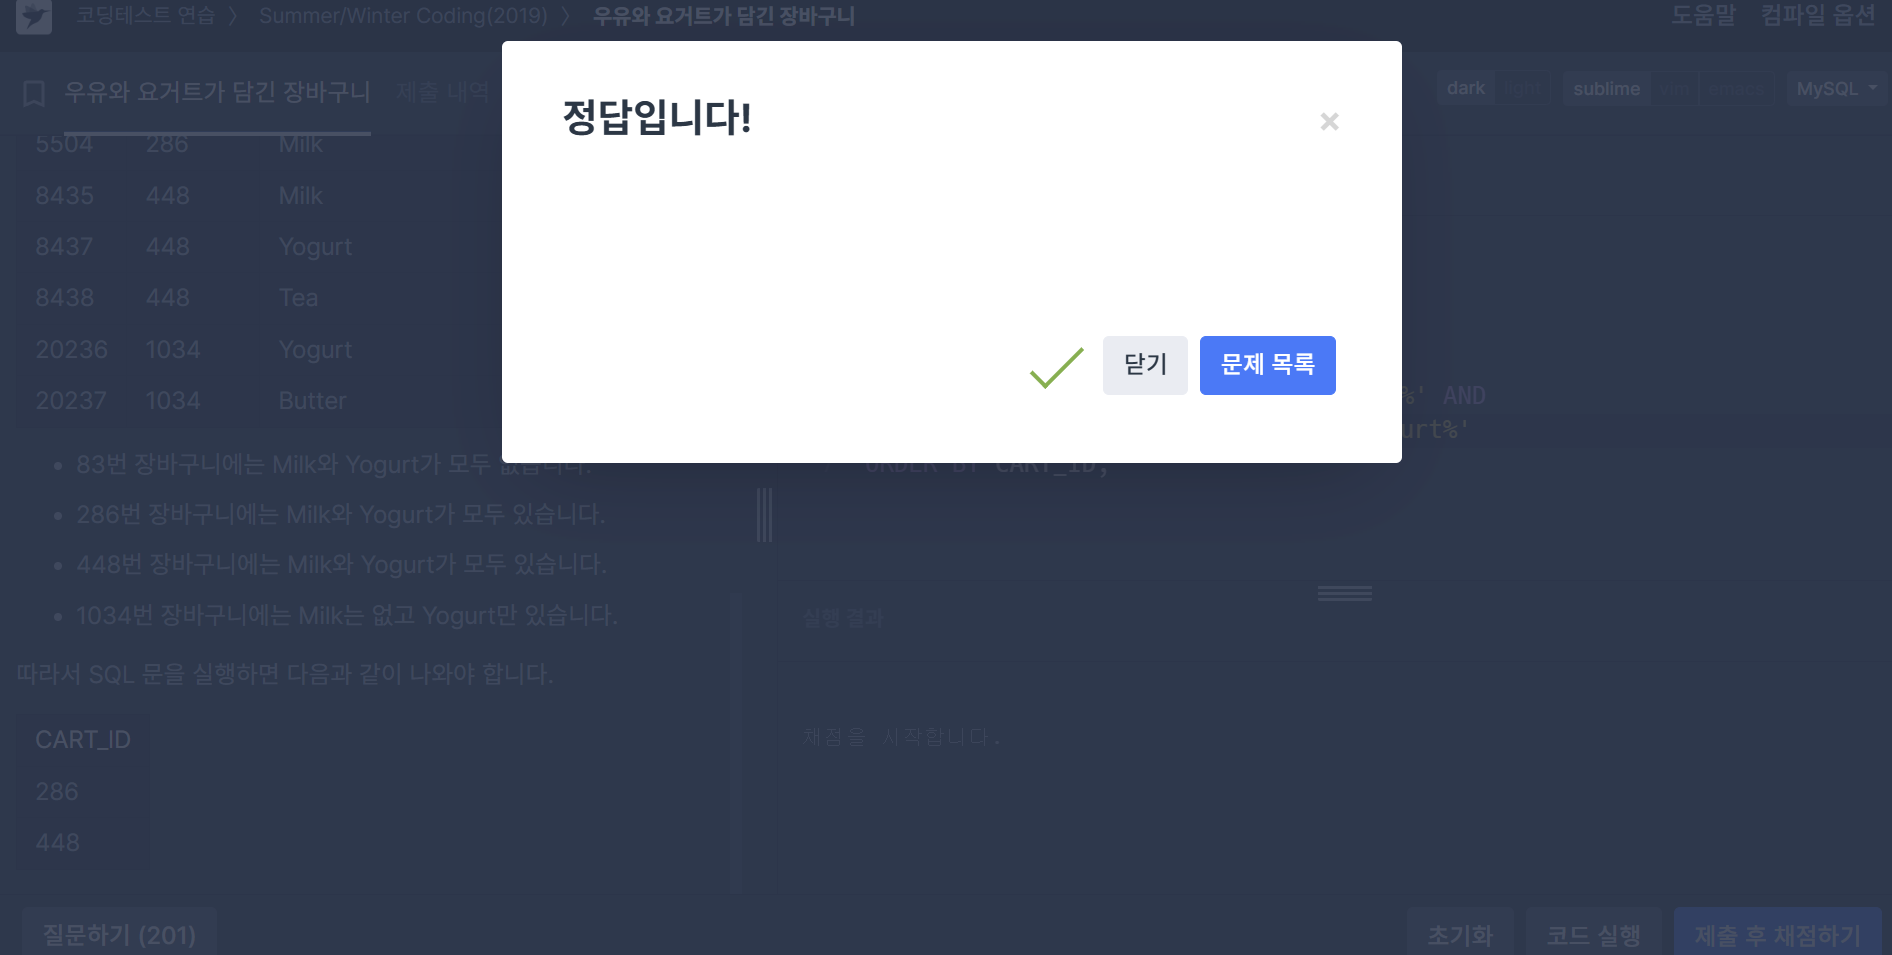 코딩테스트 연습 〉 Summer/Winter Coding(2019) 〉 우유와 요거트가 담긴 장바구니
도움말 컴파일 옵션
우유와 요거트가 담긴 장바구니 제출 내역
dark light sublime vim emacs MySQL
정답입니다!
×
5504 286 Milk
8435 448 Milk
8437 448 Yogurt
8438 448 Tea
20236 1034 Yogurt
20237 1034 Butter
닫기 문제 목록
%' AND
urt%'
ORDER BY CART_ID;
83번 장바구니에는 Milk와 Yogurt가 모두 없습니다.
286번 장바구니에는 Milk와 Yogurt가 모두 있습니다.
448번 장바구니에는 Milk와 Yogurt가 모두 있습니다.
1034번 장바구니에는 Milk는 없고 Yogurt만 있습니다.
따라서 SQL 문을 실행하면 다음과 같이 나와야 합니다.
CART_ID
286
448
실행 결과
채점을 시작합니다.
질문하기 (201)
초기화 코드 실행 제출 후 채점하기